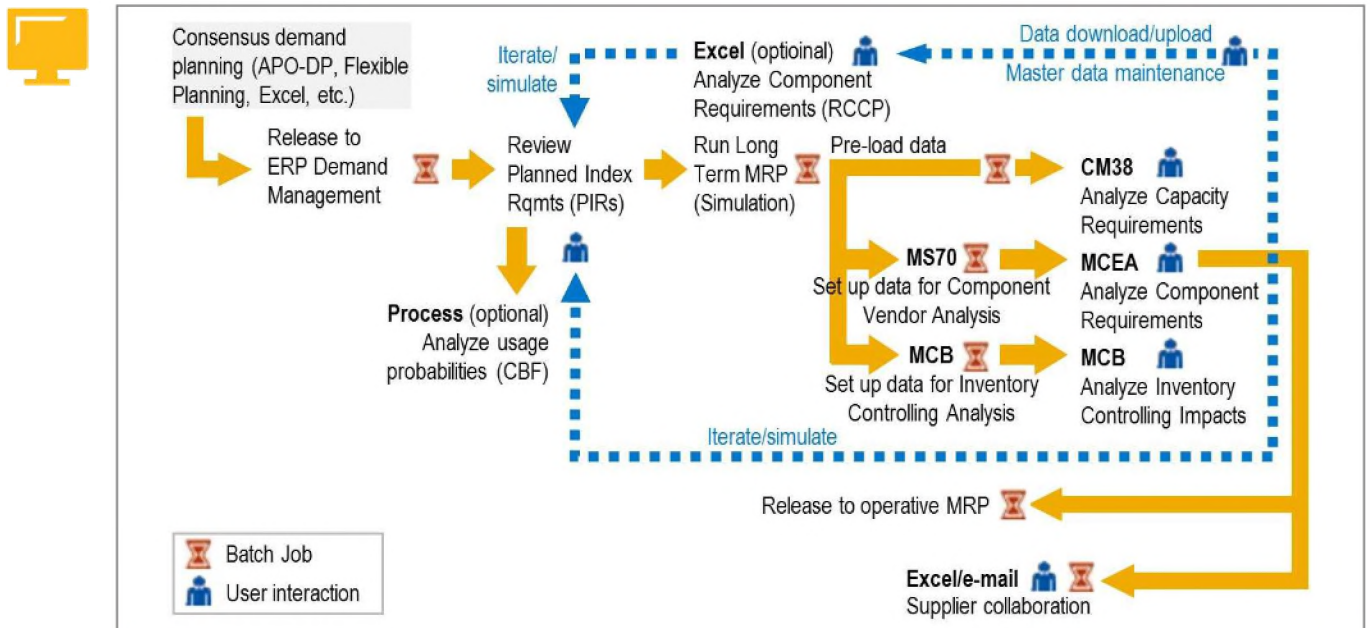 Consensus demand
planning (APO-DP, Flexible
Planning, Excel, etc.)
Iterate/
simulate
Excel (optioinal)
Analyze Component
Requirements (RCCP)
Data download/upload
Master data maintenance
Release to
ERP Demand
Management
Review
Planned Index
Rqmts (PIRs)
Run Long
Term MRP
(Simulation)
Pre-load data
CM38
Analyze Capacity
Requirements
MS70
Set up data for Component
Vendor Analysis
MCEA
Analyze Component
Requirements
Process (optional)
Analyze usage
probabilities (CBF)
MCB
Set up data for Inventory
Controlling Analysis
MCB
Analyze Inventory
Controlling Impacts
Iterate/simulate
Release to operative MRP
Batch Job
User interaction
Excel/e-mail
Supplier collaboration